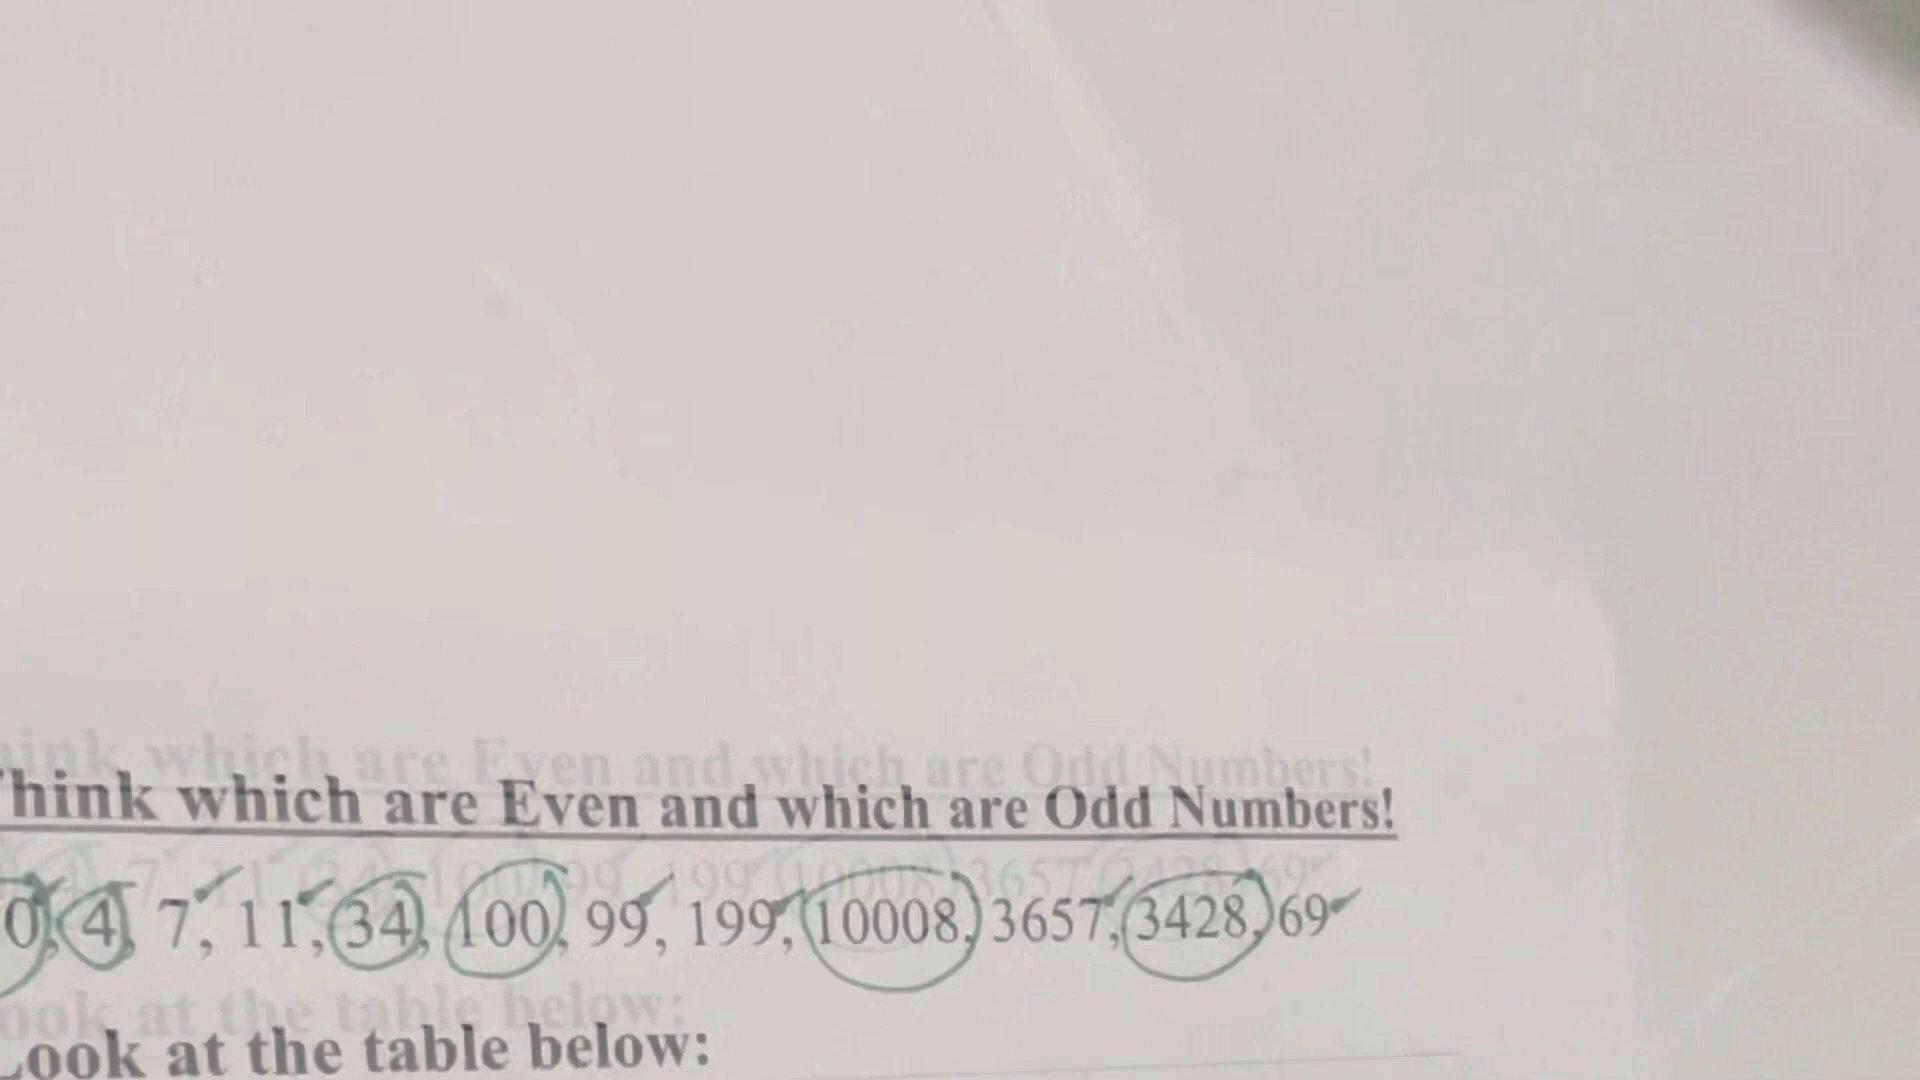 hink which are Even and which are Odd Numbers!
0, 4, 7, 11, 34, 100, 99, 199, 10008, 3657, 3428, 69
Look at the table below: